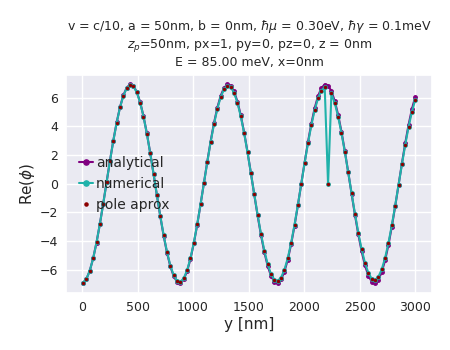 v = c/10, a = 50nm, b = 0nm, ℏμ = 0.30eV, ℏγ = 0.1meV
z_p=50nm, px=1, py=0, pz=0, z = 0nm
E = 85.00 meV, x=0nm
Re(ϕ)
6
4
2
0
−2
−4
−6
analytical
numerical
pole aprox
0 500 1000 1500 2000 2500 3000
y [nm]